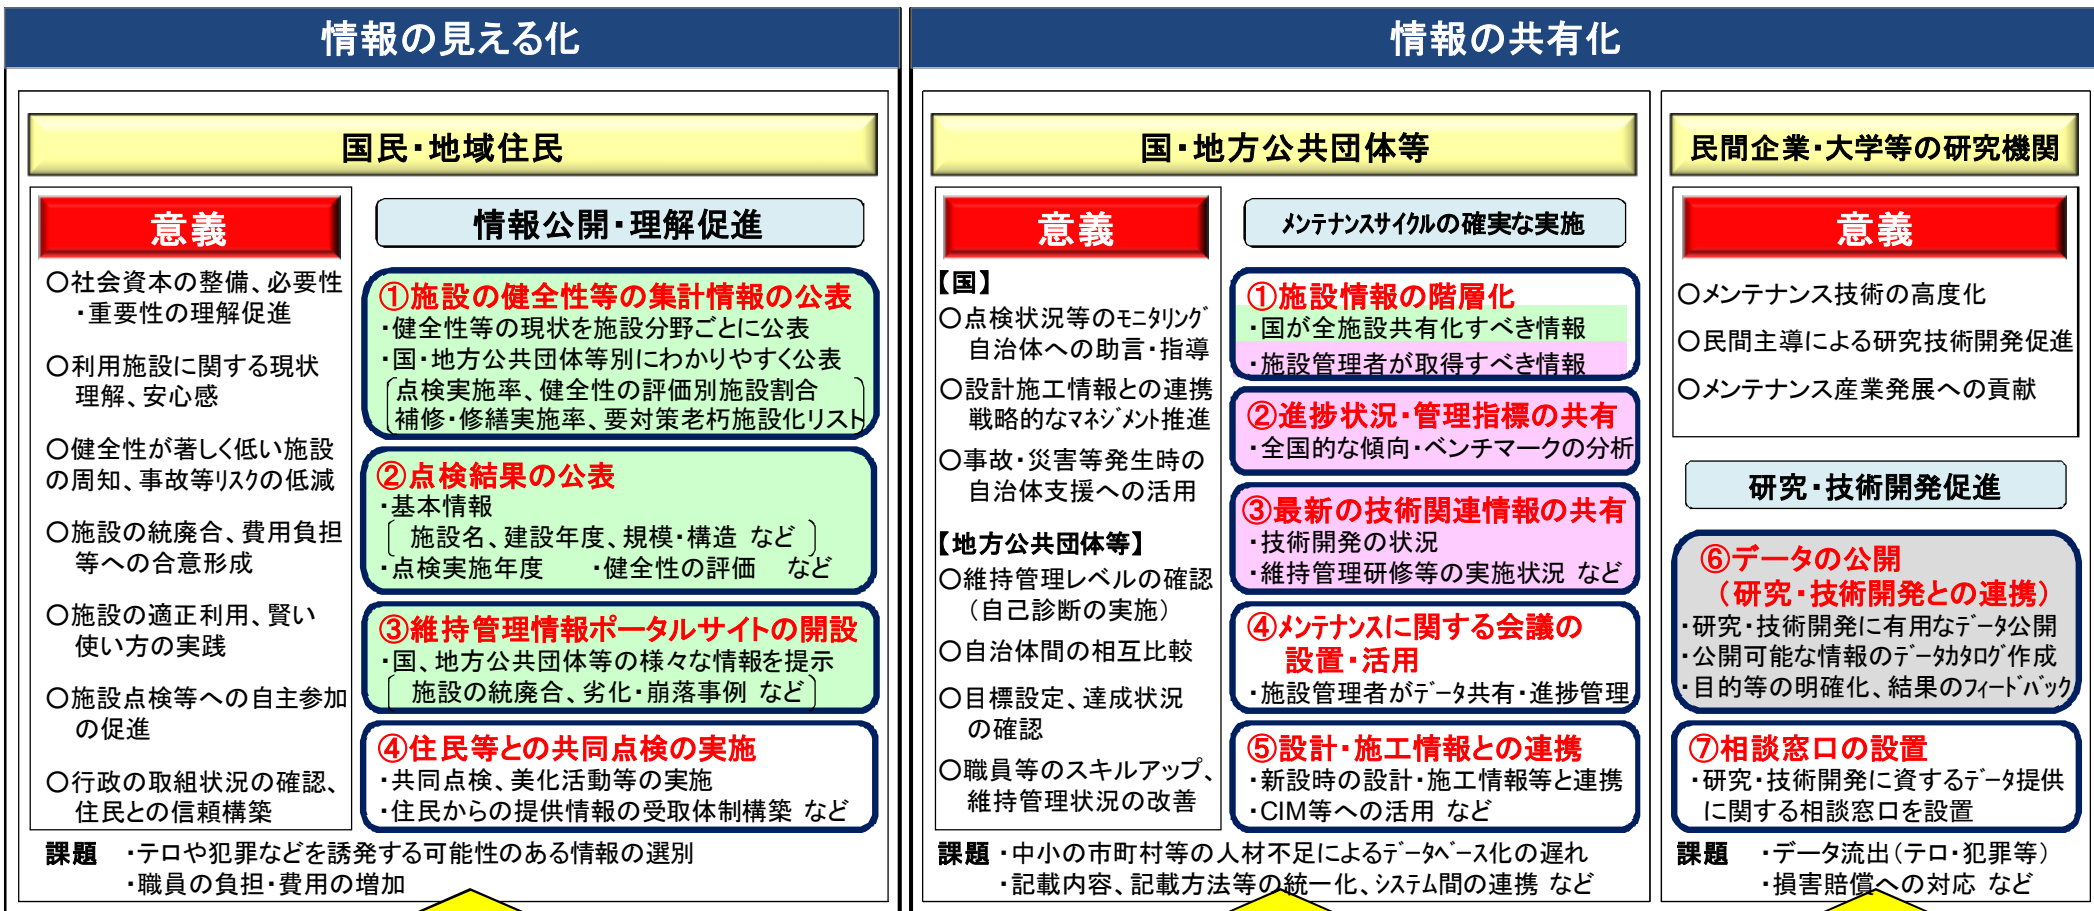 情報の見える化
国民・地域住民
意義
○社会資本の整備、必要性
・重要性の理解促進
○利用施設に関する現状
理解、安心感
○健全性が著しく低い施設
の周知、事故等リスクの低減
○施設の統廃合、費用負担
等への合意形成
○施設の適正利用、賢い
使い方の実践
○施設点検等への自主参加
の促進
○行政の取組状況の確認、
住民との信頼構築
情報公開・理解促進
①施設の健全性等の集計情報の公表
・健全性等の現状を施設分野ごとに公表
・国・地方公共団体等別にわかりやすく公表
点検実施率、健全性の評価別施設割合
補修・修繕実施率、要対策老朽施設化リスト
②点検結果の公表
・基本情報
施設名、建設年度、規模・構造 など
・点検実施年度 ・健全性の評価 など
③維持管理情報ポータルサイトの開設
・国、地方公共団体等の様々な情報を提示
施設の統廃合、劣化・崩落事例 など
④住民等との共同点検の実施
・共同点検、美化活動等の実施
・住民からの提供情報の受取体制構築 など
課題 ・テロや犯罪などを誘発する可能性のある情報の選別
・職員の負担・費用の増加
情報の共有化
国・地方公共団体等
意義
【国】
○点検状況等のモニタリング
自治体への助言・指導
○設計施工情報との連携
戦略的なマネジメント推進
○事故・災害等発生時の
自治体支援への活用
【地方公共団体等】
○維持管理レベルの確認
（自己診断の実施）
○自治体間の相互比較
○目標設定、達成状況
の確認
○職員等のスキルアップ、
維持管理状況の改善
メンテナンスサイクルの確実な実施
①施設情報の階層化
・国が全施設共有化すべき情報
・施設管理者が取得すべき情報
②進捗状況・管理指標の共有
・全国的な傾向・ベンチマークの分析
③最新の技術関連情報の共有
・技術開発の状況
・維持管理研修等の実施状況 など
④メンテナンスに関する会議の
設置・活用
・施設管理者がデータ共有・進捗管理
⑤設計・施工情報との連携
・新設時の設計・施工情報等と連携
・CIM等への活用 など
課題 ・中小の市町村等の人材不足によるデータベース化の遅れ
・記載内容、記載方法等の統一化、システム間の連携 など
民間企業・大学等の研究機関
意義
○メンテナンス技術の高度化
○民間主導による研究技術開発促進
○メンテナンス産業発展への貢献
研究・技術開発促進
⑥データの公開
（研究・技術開発との連携）
・研究・技術開発に有用なデータ公開
・公開可能な情報のデータカタログ作成
・目的等の明確化、結果のフィードバック
⑦相談窓口の設置
・研究・技術開発に資するデータ提供
に関する相談窓口を設置
課題 ・データ流出（テロ・犯罪等）
・損害賠償への対応 など